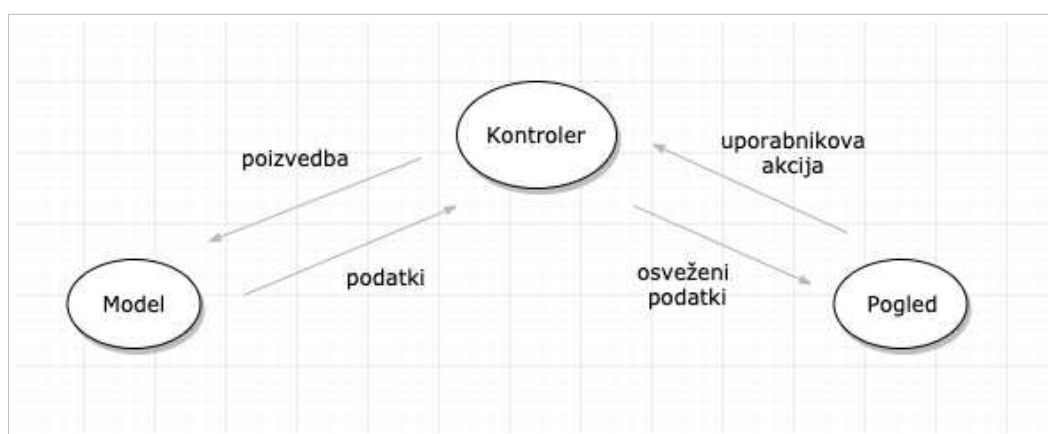 Kontroler
uporabnikova
akcija
poizvedba
podatki
osveženi
podatki
Model
Pogled